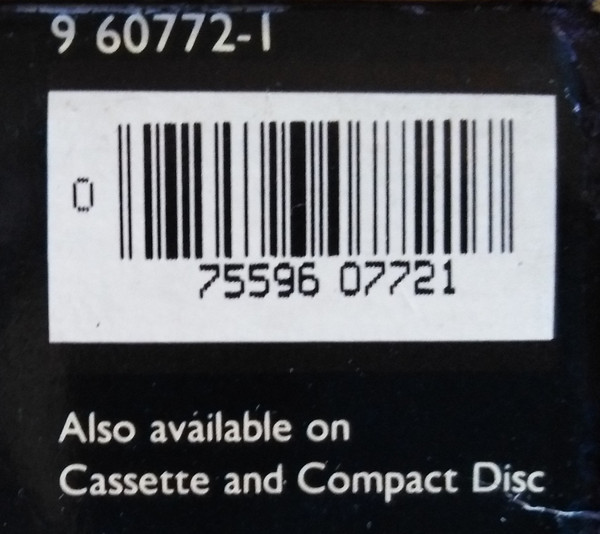 9 60772-1
0
75596 07721
Also available on
Cassette and Compact Disc